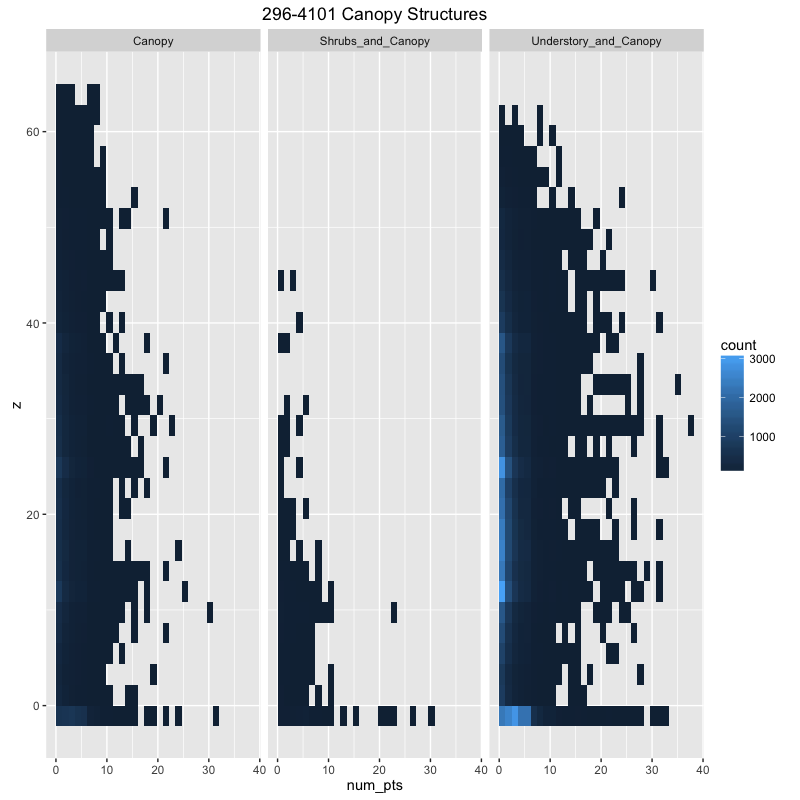 296-4101 Canopy Structures
Canopy
Shrubs_and_Canopy
Understory_and_Canopy
60
40
20
0
z
0 10 20 30 40
0 10 20 30 40
0 10 20 30 40
num_pts
count
3000
2000
1000